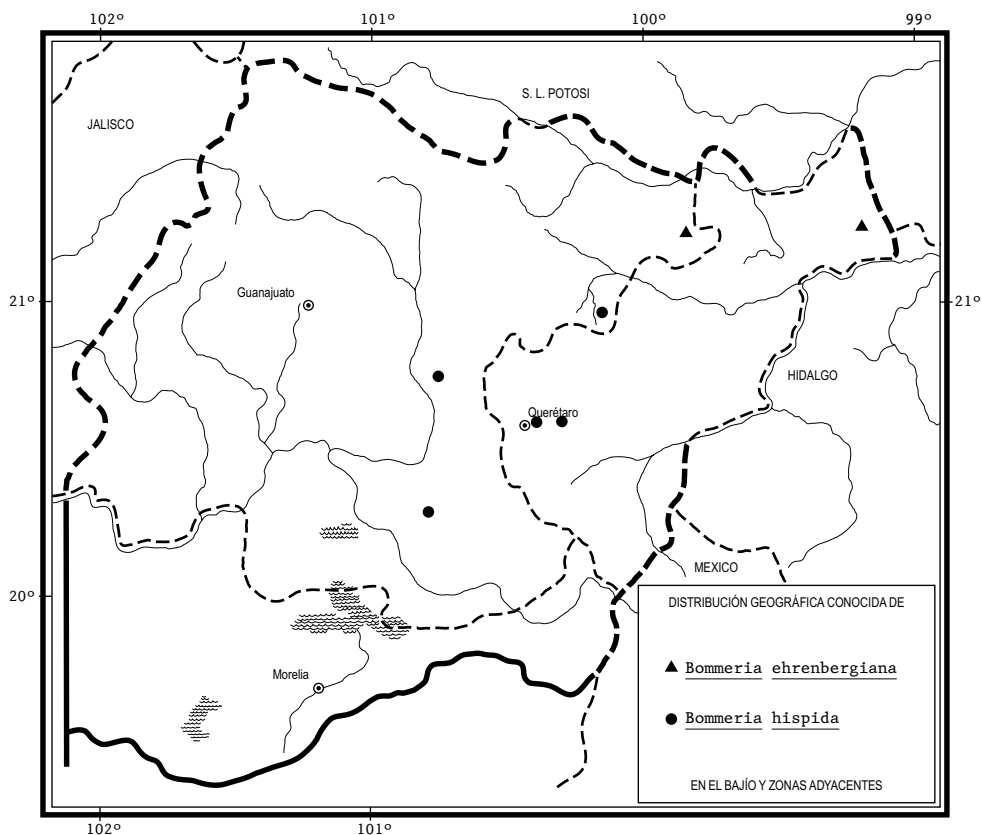 102º 101º 100º 99º
S. L. POTOSI
JALISCO
Guanajuato
21º 21º
HIDALGO
Querétaro
MEXICO
20º
DISTRIBUCIÓN GEOGRÁFICA CONOCIDA DE
Bommeria ehrenbergiana
Morelia
Bommeria hispida
EN EL BAJÍO Y ZONAS ADYACENTES
102º 101º